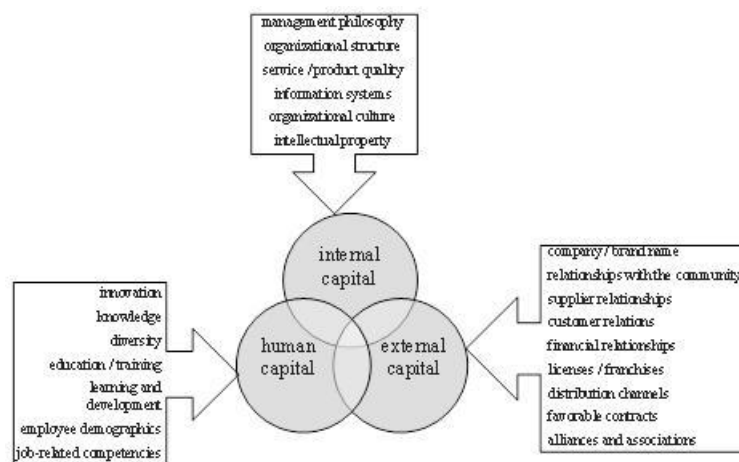 management philosophy
organizational structure
service / product quality
information systems
organizational culture
intellectual property
internal
capital
human
capital
external
capital
innovation
knowledge
diversity
education / training
learning and
development
employee demographics
job-related competencies
company / brand name
relationships with the community
supplier relationships
customer relations
financial relationships
licenses / franchises
distribution channels
favorable contracts
alliances and associations